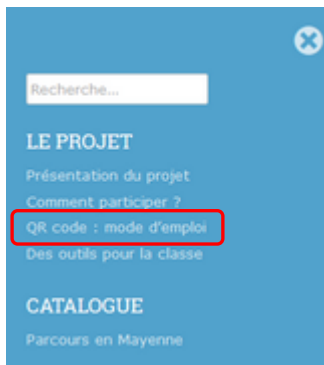 Recherche...
LE PROJET
Présentation du projet
Comment participer ?
QR code : mode d'emploi
Des outils pour la classe
CATALOGUE
Parcours en Mayenne